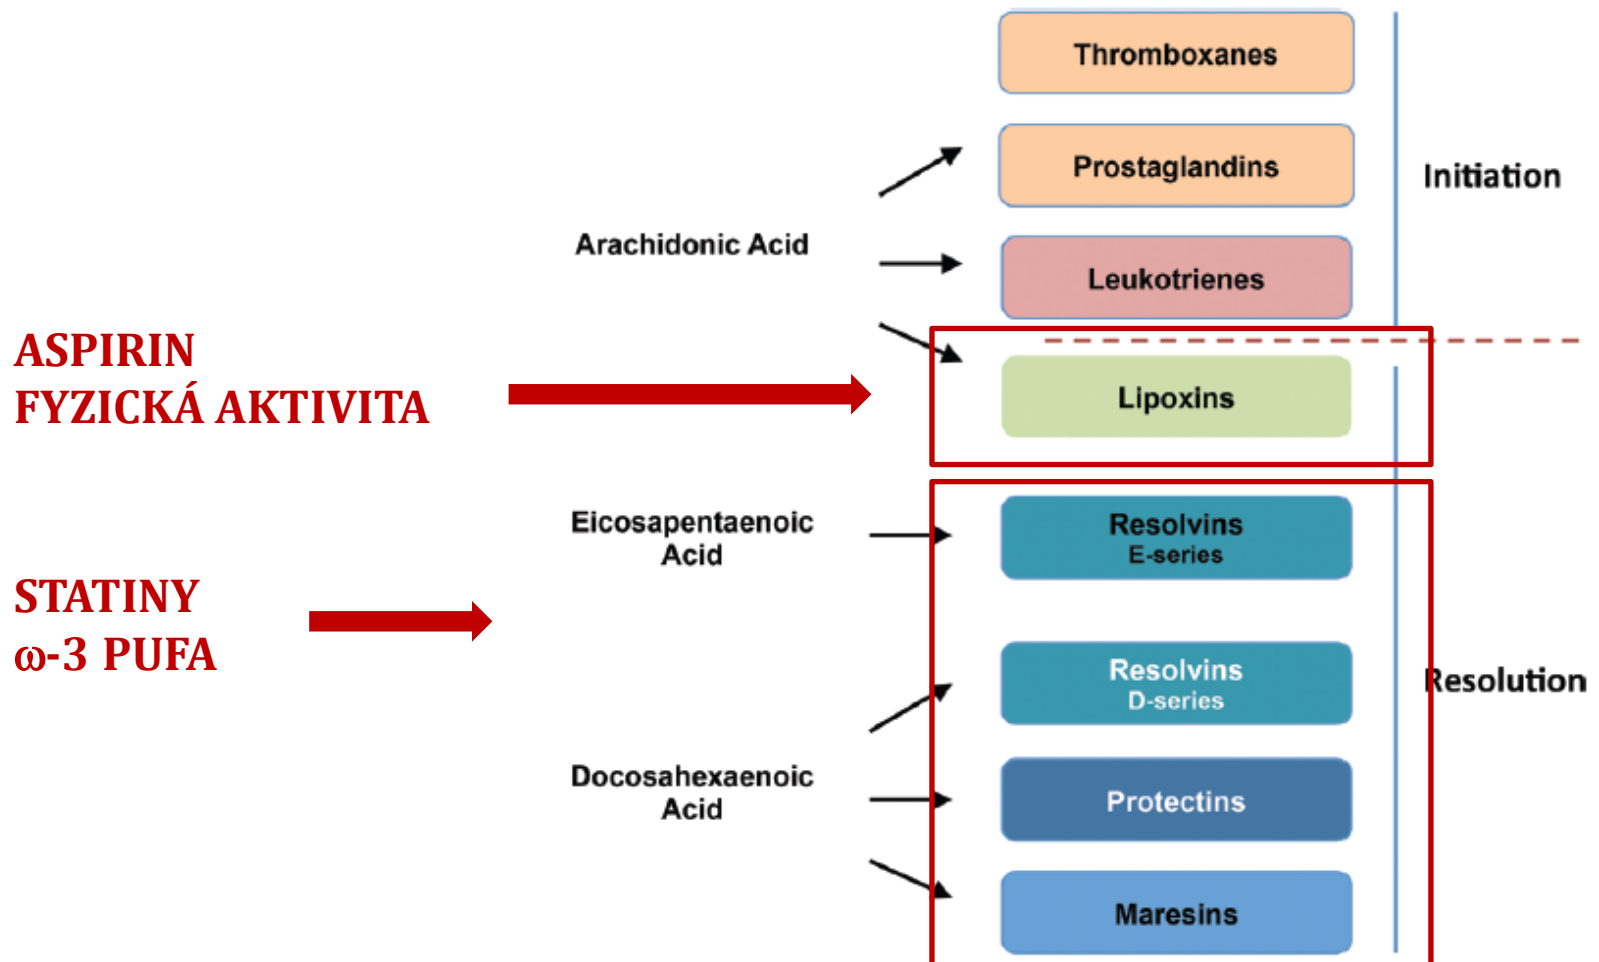 Thromboxanes
Prostaglandins
Initiation
Arachidonic Acid
Leukotrienes
ASPIRIN
FYZICKÁ AKTIVITA
Lipoxins
Eicosapentaenoic
Acid
Resolvins
E-series
STATINY
ω-3 PUFA
Resolvins
D-series
Resolution
Docosahexaenoic
Acid
Protectins
Maresins